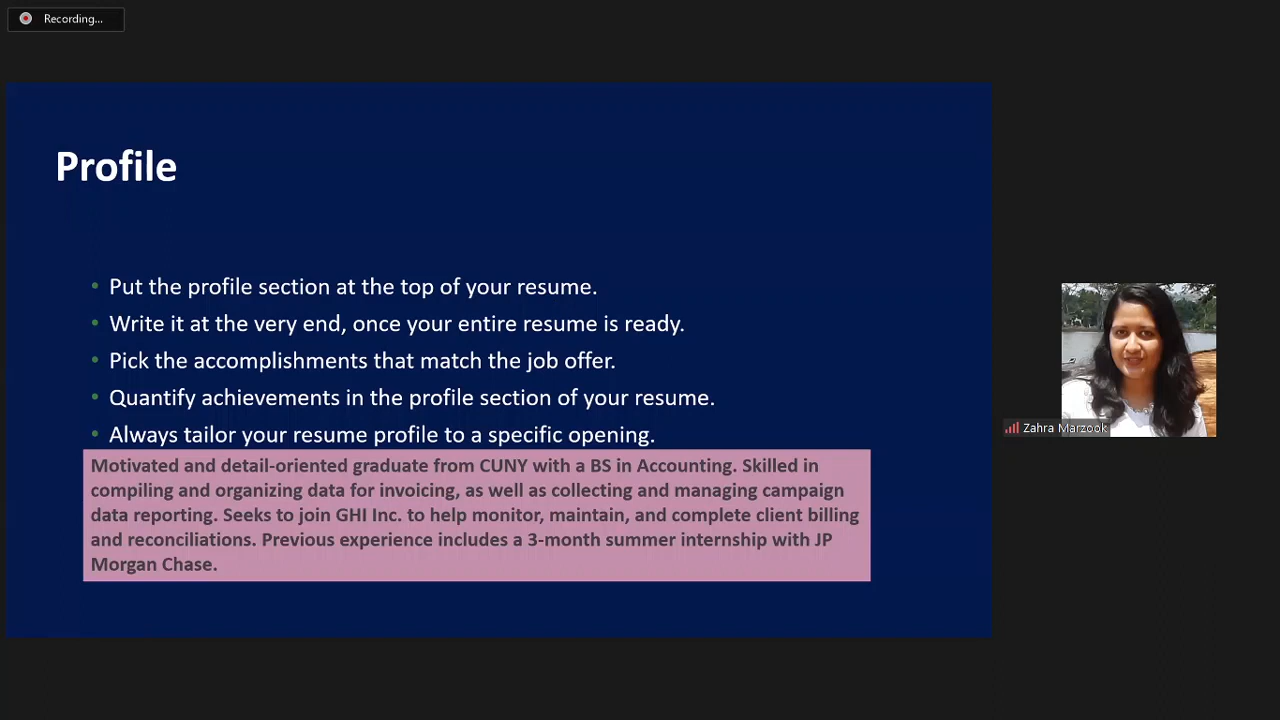 Recording...
Profile
Put the profile section at the top of your resume.
Write it at the very end, once your entire resume is ready.
Pick the accomplishments that match the job offer.
Quantify achievements in the profile section of your resume.
Always tailor your resume profile to a specific opening.
Motivated and detail-oriented graduate from CUNY with a BS in Accounting. Skilled in
compiling and organizing data for invoicing, as well as collecting and managing campaign
data reporting. Seeks to join GHI Inc. to help monitor, maintain, and complete client billing
and reconciliations. Previous experience includes a 3-month summer internship with JP
Morgan Chase.
Zahra Marzook